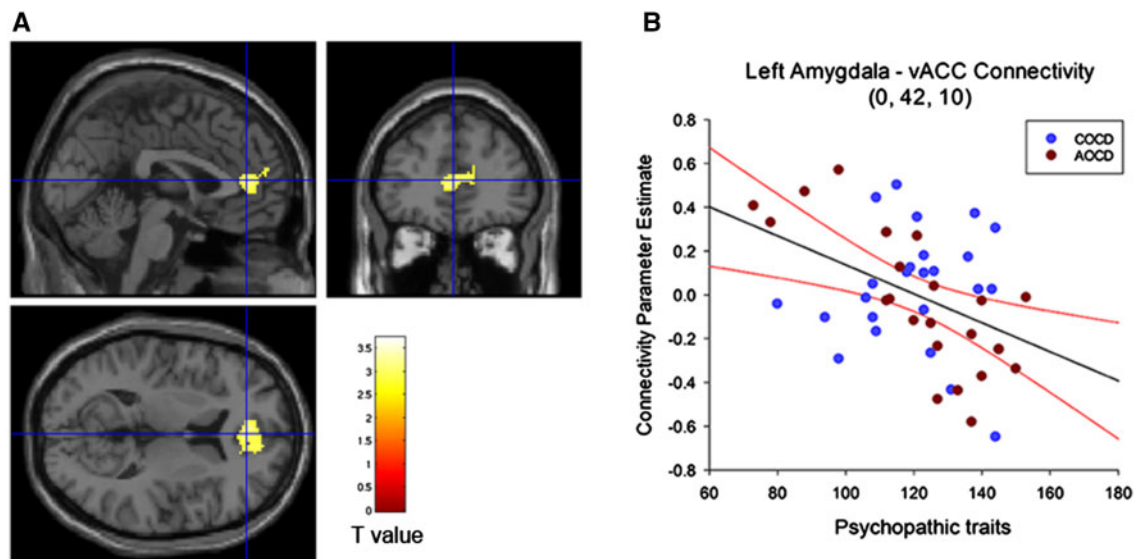 A
3.5
3
2.5
2
1.5
1
0.5
0
T value
B
Left Amygdala - vACC Connectivity
(0, 42, 10)
COCD
AOCD
Connectivity Parameter Estimate
0.8
0.6
0.4
0.2
0.0
-0.2
-0.4
-0.6
-0.8
60 80 100 120 140 160 180
Psychopathic traits